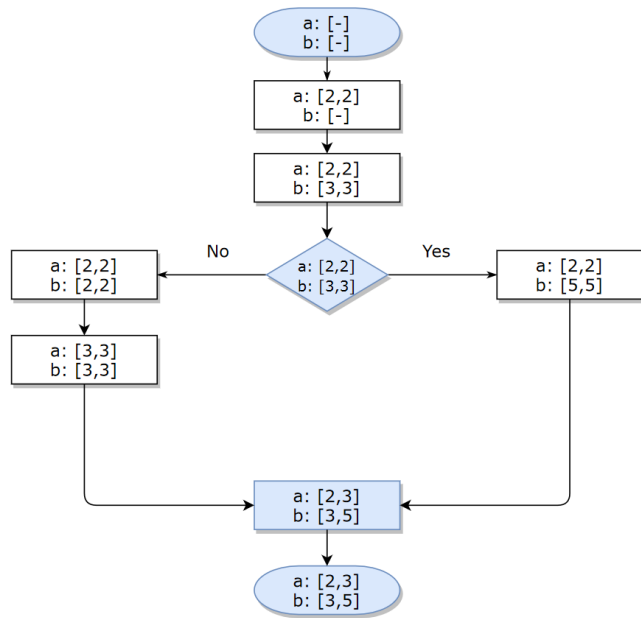 a: [-]
b: [-]
a: [2,2]
b: [-]
a: [2,2]
b: [3,3]
No
Yes
a: [2,2]
b: [2,2]
a: [2,2]
b: [3,3]
a: [2,2]
b: [5,5]
a: [3,3]
b: [3,3]
a: [2,3]
b: [3,5]
a: [2,3]
b: [3,5]